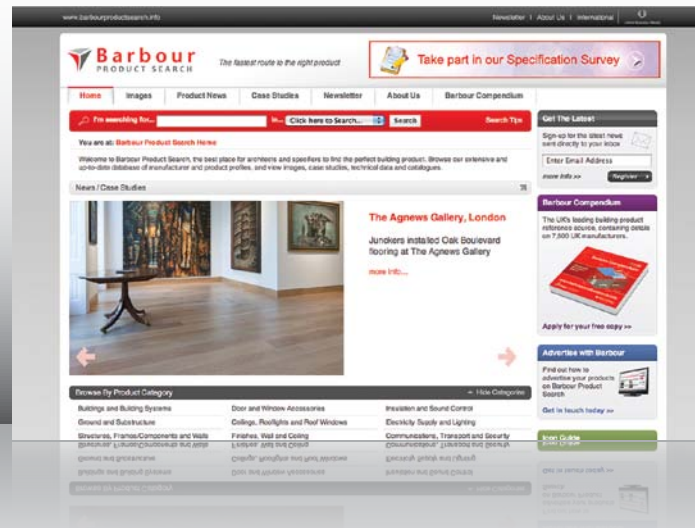 www.barbourproductsearch.info
Newsletter | About Us | International
Barbour
PRODUCT SEARCH
The fastest route to the right product
Take part in our Specification Survey
Home Images Product News Case Studies Newsletter About Us Barbour Compendium
I'm searching for... in... Click here to Search... Search Search Tips
You are at: Barbour Product Search Home
Welcome to Barbour Product Search, the best place for architects and specifiers to find the perfect building product. Browse our extensive and
up-to-date database of manufacturer and product profiles, and view images, case studies, technical data and catalogues.
News / Case Studies
The Agnews Gallery, London
Junckers installed Oak Boulevard
flooring at The Agnews Gallery
more info...
Browse By Product Category
Hide Categories
Buildings and Building Systems Door and Window Accessories Insulation and Sound Control
Ground and Substructure Ceilings, Rooflights and Roof Windows Electricity Supply and Lighting
Structures, Frames/Components and Walls Finishes, Wall and Ceiling Communications, Transport and Security
Get The Latest
Sign-up for the latest news
sent directly to your inbox
Enter Email Address
more info >>
Register
Barbour Compendium
The UK's leading building product
reference source, containing details
on 7,500 UK manufacturers.
Apply for your free copy >>
Advertise with Barbour
Find out how to
advertise your products
on Barbour Product
Search
Get in touch today >>
Icon Guide